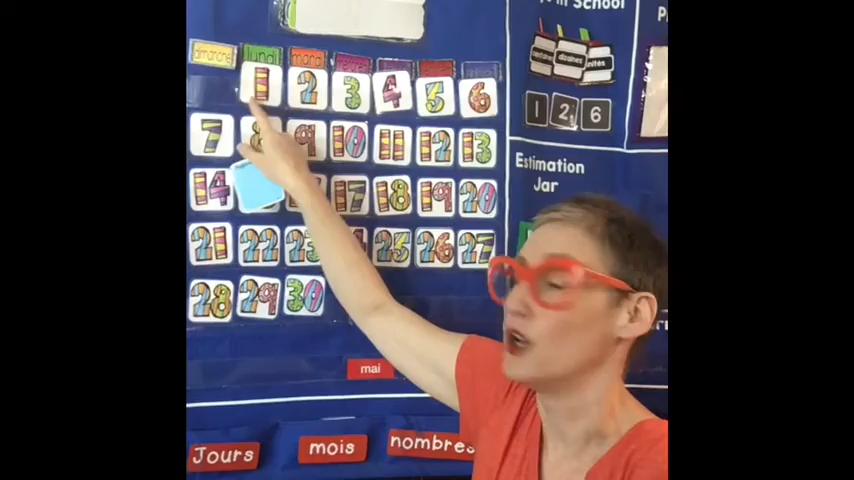 in School
dimanche lundi mardi
1 2 3 4 5 6
7 8 9 10 11 12 13
14 17 18 19 20
21 22 23 25 26 27
28 29 30
centaines dizaines unités
1 2 6
Estimation
Jar
mai
Jours mois nombres